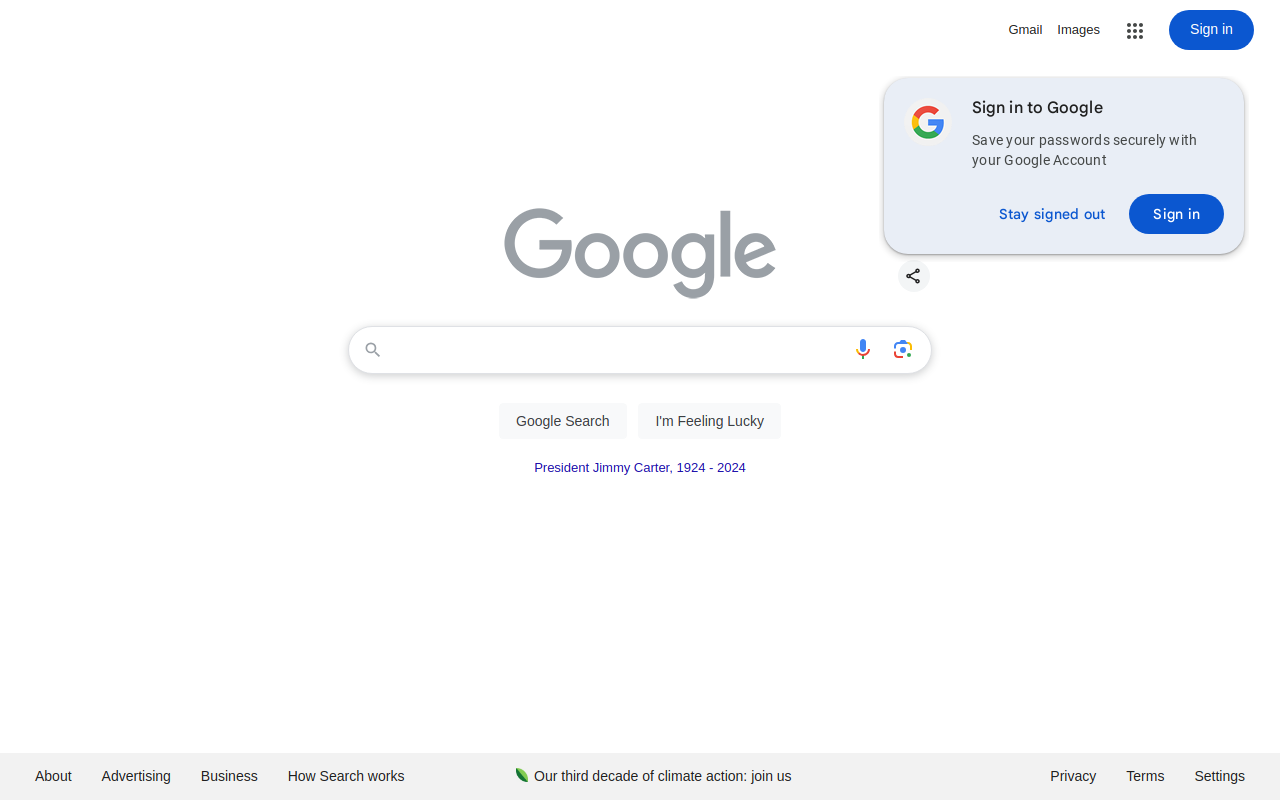 Gmail Images Sign in
Sign in to Google
Save your passwords securely with
your Google Account
Stay signed out Sign in
Google
Google Search I'm Feeling Lucky
President Jimmy Carter, 1924 - 2024
About Advertising Business How Search works Our third decade of climate action: join us Privacy Terms Settings